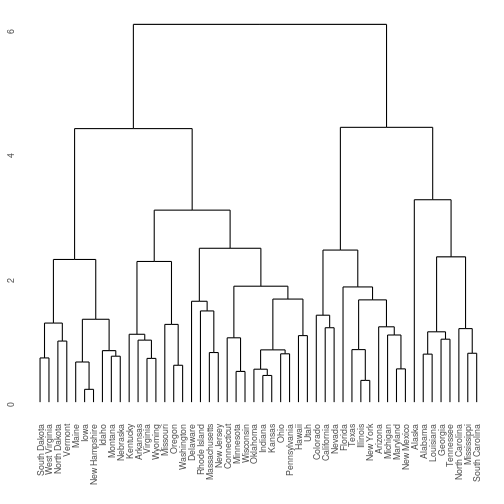 6
4
2
0
South Dakota
West Virginia
North Dakota
Vermont
Maine
Iowa
New Hampshire
Idaho
Montana
Nebraska
Kentucky
Arkansas
Virginia
Wyoming
Missouri
Oregon
Washington
Delaware
Rhode Island
Massachusetts
New Jersey
Connecticut
Minnesota
Wisconsin
Oklahoma
Indiana
Kansas
Ohio
Pennsylvania
Hawaii
Utah
Colorado
California
Nevada
Florida
Texas
Illinois
New York
Arizona
Michigan
Maryland
New Mexico
Alaska
Alabama
Louisiana
Georgia
Tennessee
North Carolina
Mississippi
South Carolina